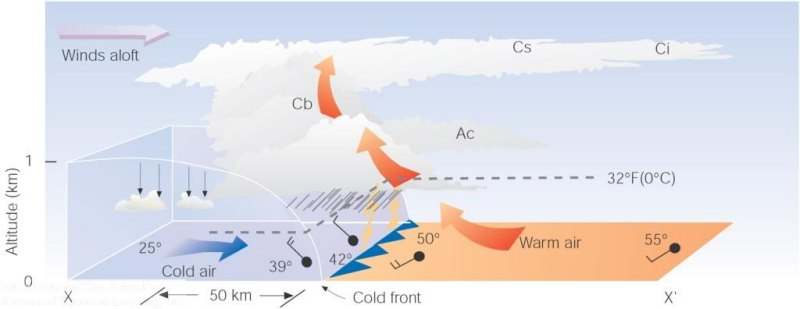 Winds aloft
Cs
Ci
Cb
Ac
1
32°F(0°C)
Altitude (km)
25°
50°
55°
Warm air
39°
42°
Cold air
0
X
50 km
Cold front
X'